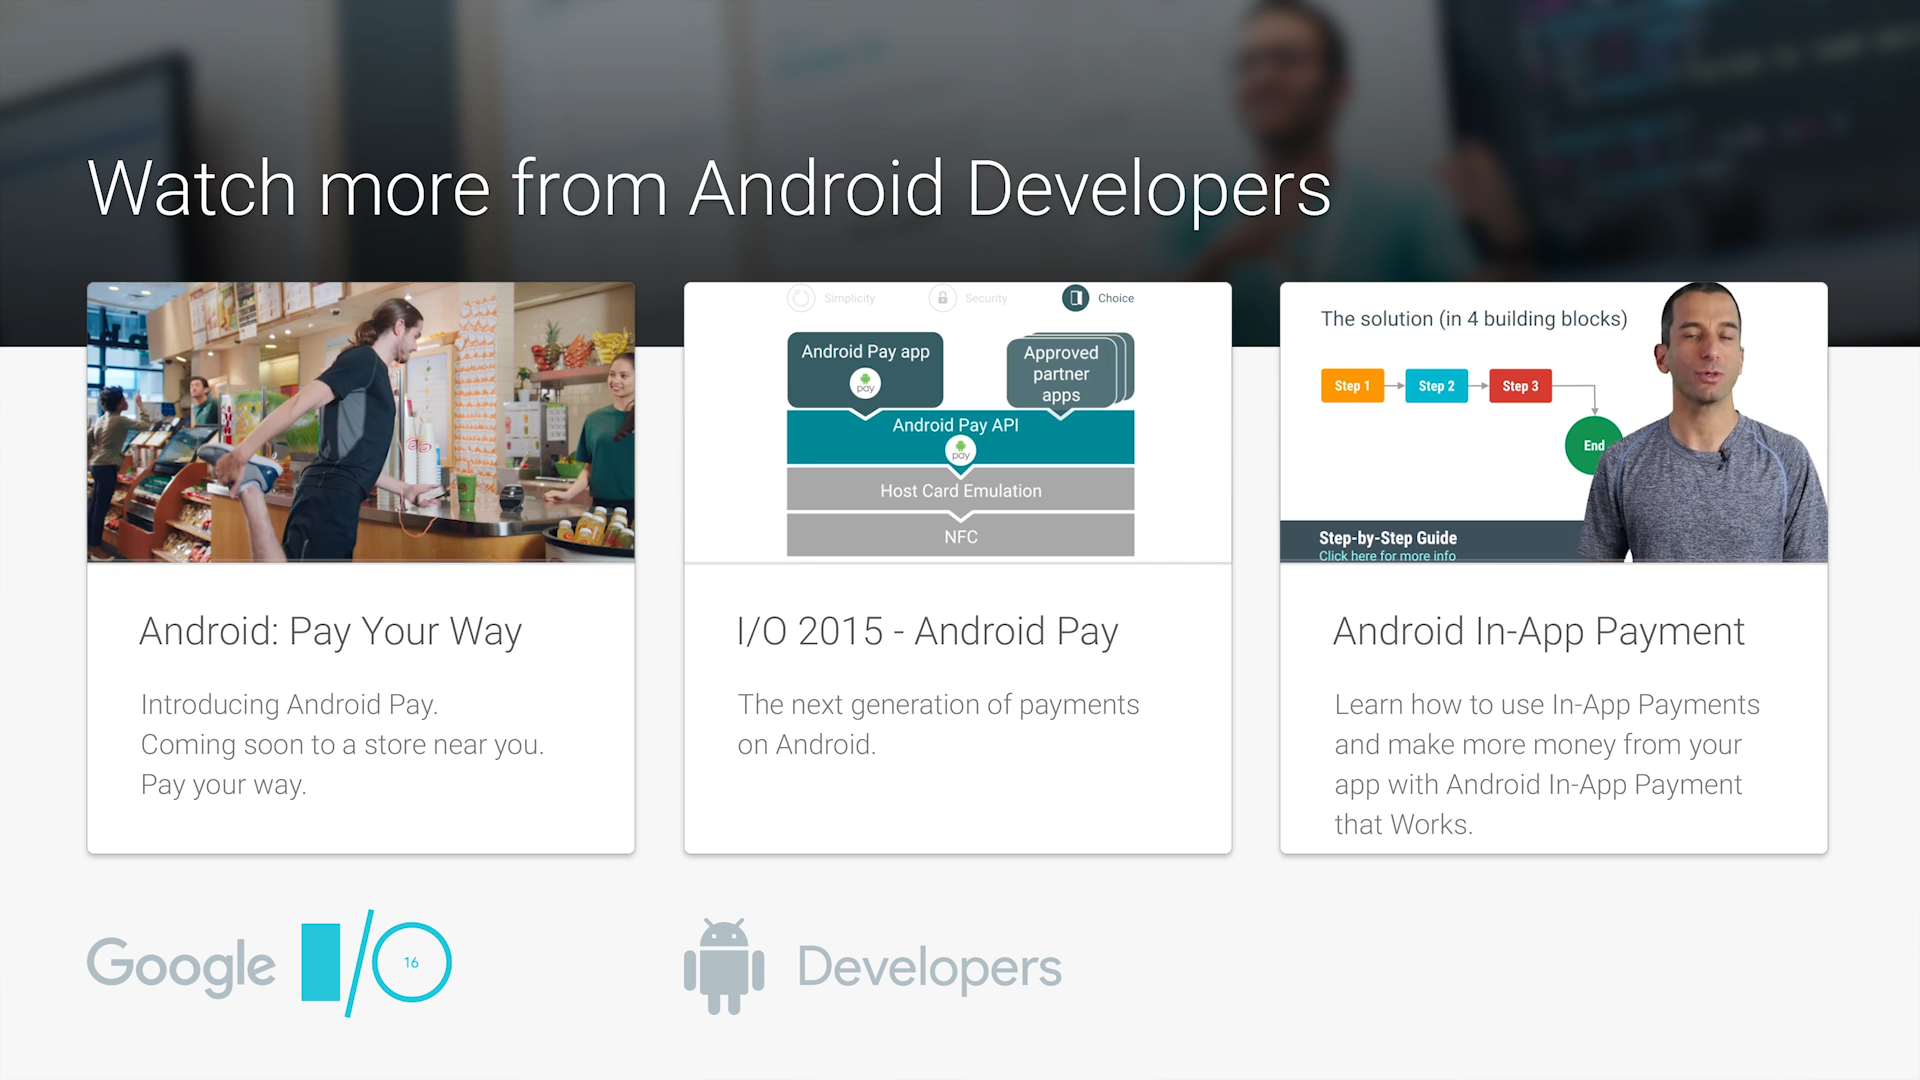 Watch more from Android Developers
Simplicity
Security
Choice
Android Pay app
pay
Approved
partner
apps
Android Pay API
pay
Host Card Emulation
NFC
The solution (in 4 building blocks)
Step 1
Step 2
Step 3
End
Step-by-Step Guide
Click here for more info
Android: Pay Your Way
Introducing Android Pay.
Coming soon to a store near you.
Pay your way.
I/O 2015 - Android Pay
The next generation of payments
on Android.
Android In-App Payment
Learn how to use In-App Payments
and make more money from your
app with Android In-App Payment
that Works.
Google I/O 16
Developers